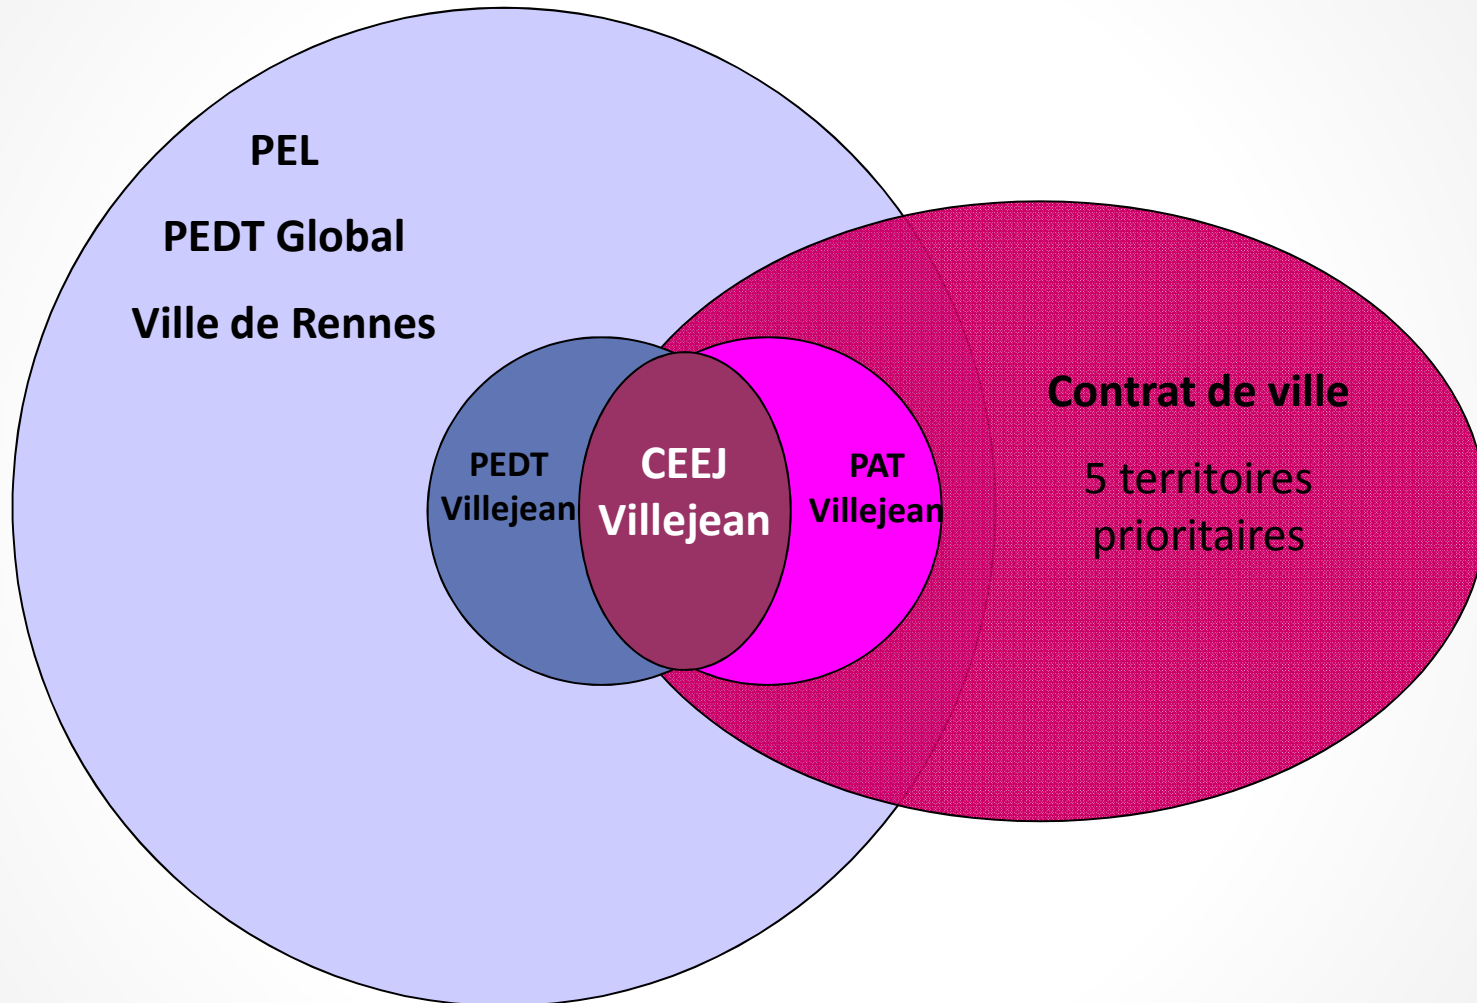 PEL
PEDT Global
Ville de Rennes
PEDT
Villejean
CEEJ
Villejean
PAT
Villejean
Contrat de ville
5 territoires
prioritaires